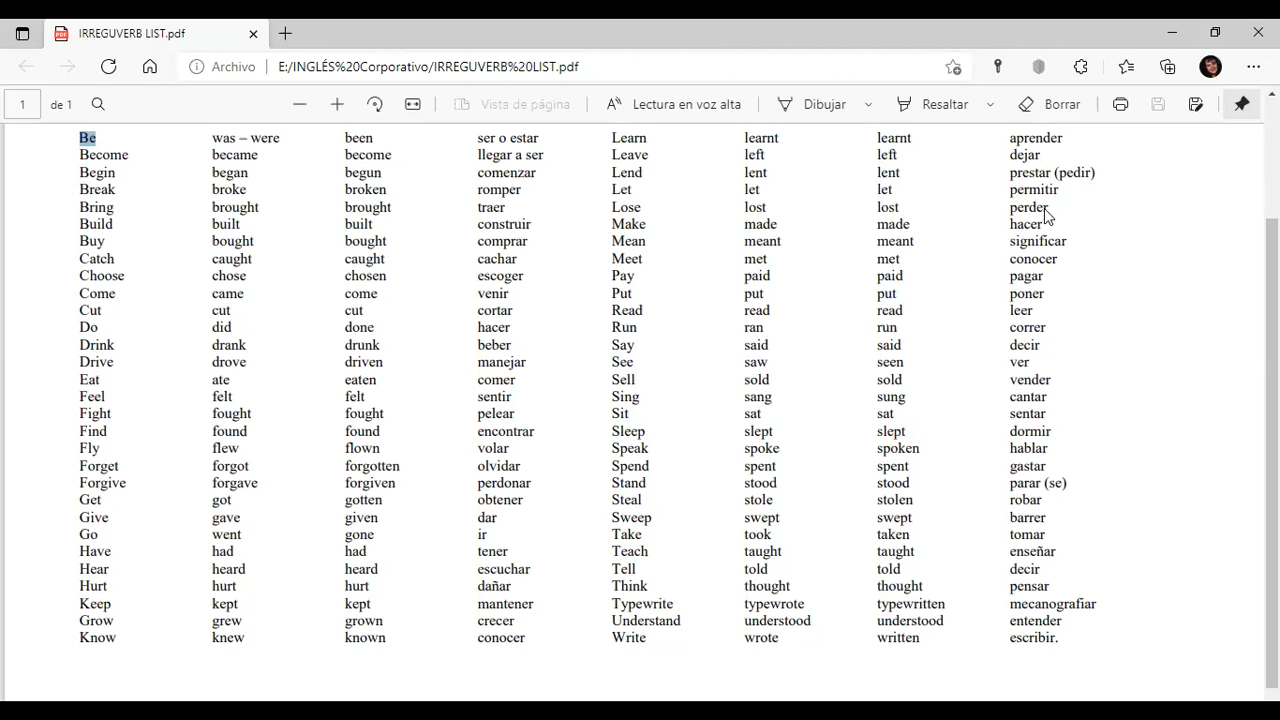 IRREGUVERB LIST.pdf
Archivo E:/INGLÉS%20Corporativo/IRREGUVERB%20LIST.pdf
1 de 1 Vista de página Lectura en voz alta Dibujar Resaltar Borrar
Be was – were been ser o estar Learn learnt learnt aprender
Become became become llegar a ser Leave left left dejar
Begin began begun comenzar Lend lent lent prestar (pedir)
Break broke broken romper Let let let permitir
Bring brought brought traer Lose lost lost perder
Build built built construir Make made made hacer
Buy bought bought comprar Mean meant meant significar
Catch caught caught cachar Meet met met conocer
Choose chose chosen escoger Pay paid paid pagar
Come came come venir Put put put poner
Cut cut cut cortar Read read read leer
Do did done hacer Run ran run correr
Drink drank drunk beber Say said said decir
Drive drove driven manejar See saw seen ver
Eat ate eaten comer Sell sold sold vender
Feel felt felt sentir Sing sang sung cantar
Fight fought fought pelear Sit sat sat sentar
Find found found encontrar Sleep slept slept dormir
Fly flew flown volar Speak spoke spoken hablar
Forget forgot forgotten olvidar Spend spent spent gastar
Forgive forgave forgiven perdonar Stand stood stood parar (se)
Get got gotten obtener Steal stole stolen robar
Give gave given dar Sweep swept swept barrer
Go went gone ir Take took taken tomar
Have had had tener Teach taught taught enseñar
Hear heard heard escuchar Tell told told decir
Hurt hurt hurt dañar Think thought thought pensar
Keep kept kept mantener Typewrite typewrote typewritten mecanografiar
Grow grew grown crecer Understand understood understood entender
Know knew known conocer Write wrote written escribir.